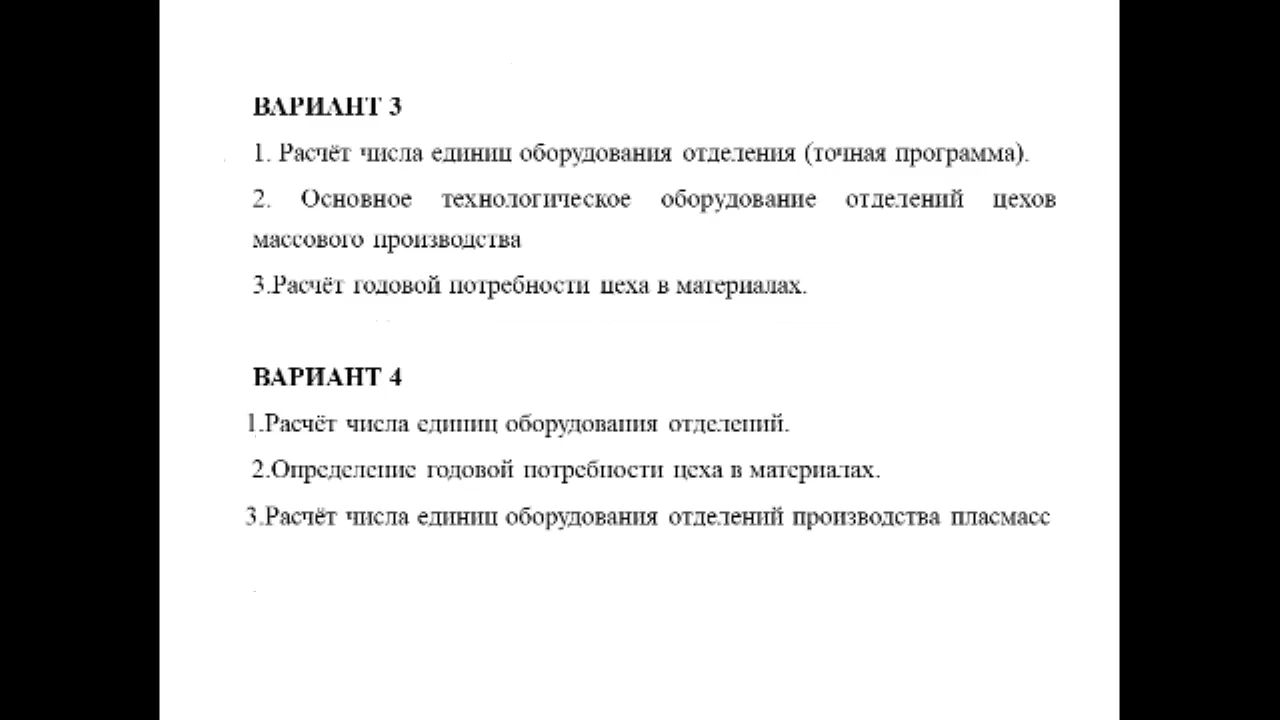 ВАРИАНТ 3
1. Расчёт числа единиц оборудования отделения (точная программа).
2. Основное технологическое оборудование отделений цехов
массового производства
3.Расчёт годовой потребности цеха в материалах.
ВАРИАНТ 4
1.Расчёт числа единиц оборудования отделений.
2.Определение годовой потребности цеха в материалах.
3.Расчёт числа единиц оборудования отделений производства пласмасс